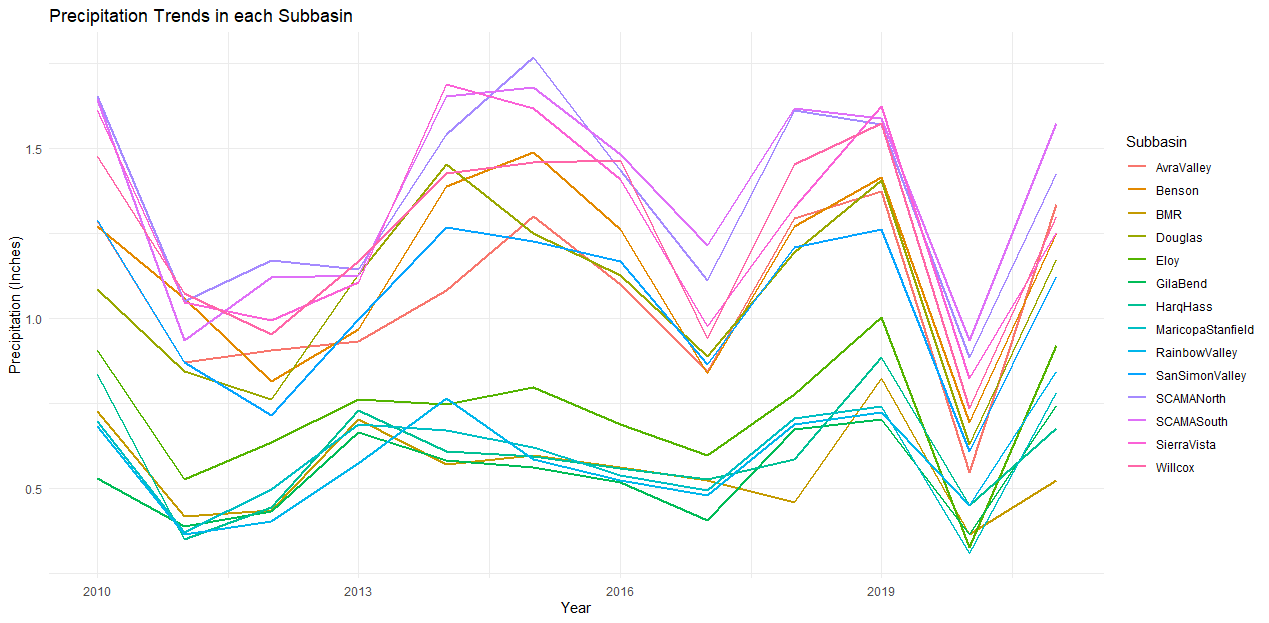 Precipitation Trends in each Subbasin
Precipitation (Inches)
1.5
1.0
0.5
2010
2013
2016
2019
Year
Subbasin
AvraValley
Benson
BMR
Douglas
Eloy
GilaBend
HarqHass
MaricopaStanfield
RainbowValley
SanSimonValley
SCAMANorth
SCAMASouth
SierraVista
Willcox